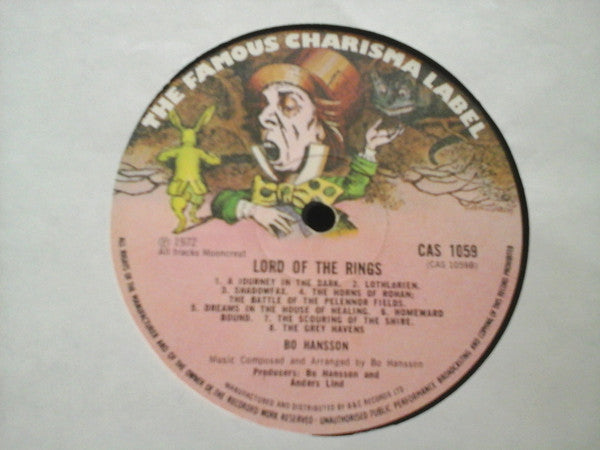 THE FAMOUS CHARISMA LABEL
Ⓟ 1972
All tracks Mooncrest
CAS 1059
(CAS 1059B)
LORD OF THE RINGS
1. A JOURNEY IN THE DARK. 2. LOTHLORIEN.
3. SHADOWFAX. 4. THE HORNS OF ROHAN;
THE BATTLE OF THE PELENNOR FIELDS.
5. DREAMS IN THE HOUSE OF HEALING. 6. HOMEWARD
BOUND. 7. THE SCOURING OF THE SHIRE.
8. THE GREY HAVENS
BO HANSSON
Music Composed and Arranged by Bo Hansson
Producers: Bo Hansson and
Anders Lind
MANUFACTURED AND DISTRIBUTED BY B&C RECORDS LTD
ALL RIGHTS OF THE MANUFACTURER AND OF THE OWNER OF THE RECORDED WORK RESERVED - UNAUTHORISED PUBLIC PERFORMANCE, BROADCASTING AND COPYING OF THIS RECORD PROHIBITED